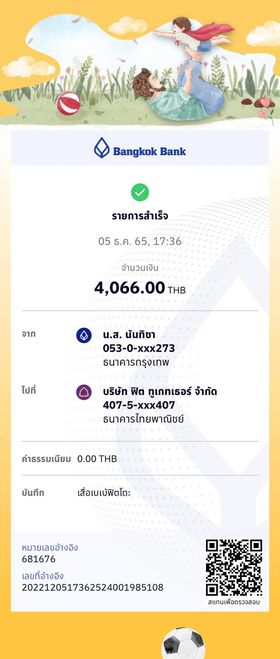 Bangkok Bank
รายการสำเร็จ
05 ธ.ค. 65, 17:36
จำนวนเงิน
4,066.00 THB
จาก
น.ส. นันทิชา
053-0-xxx273
ธนาคารกรุงเทพ
ไปที่
บริษัท ฟิต ทูเกทเธอร์ จำกัด
407-5-xxx407
ธนาคารไทยพาณิชย์
ค่าธรรมเนียม 0.00 THB
บันทึก เสื้อเบเบ้ฟิตโตะ
หมายเลขอ้างอิง
681676
เลขที่อ้างอิง
2022120517362524001985108
สแกนเพื่อตรวจสอบ